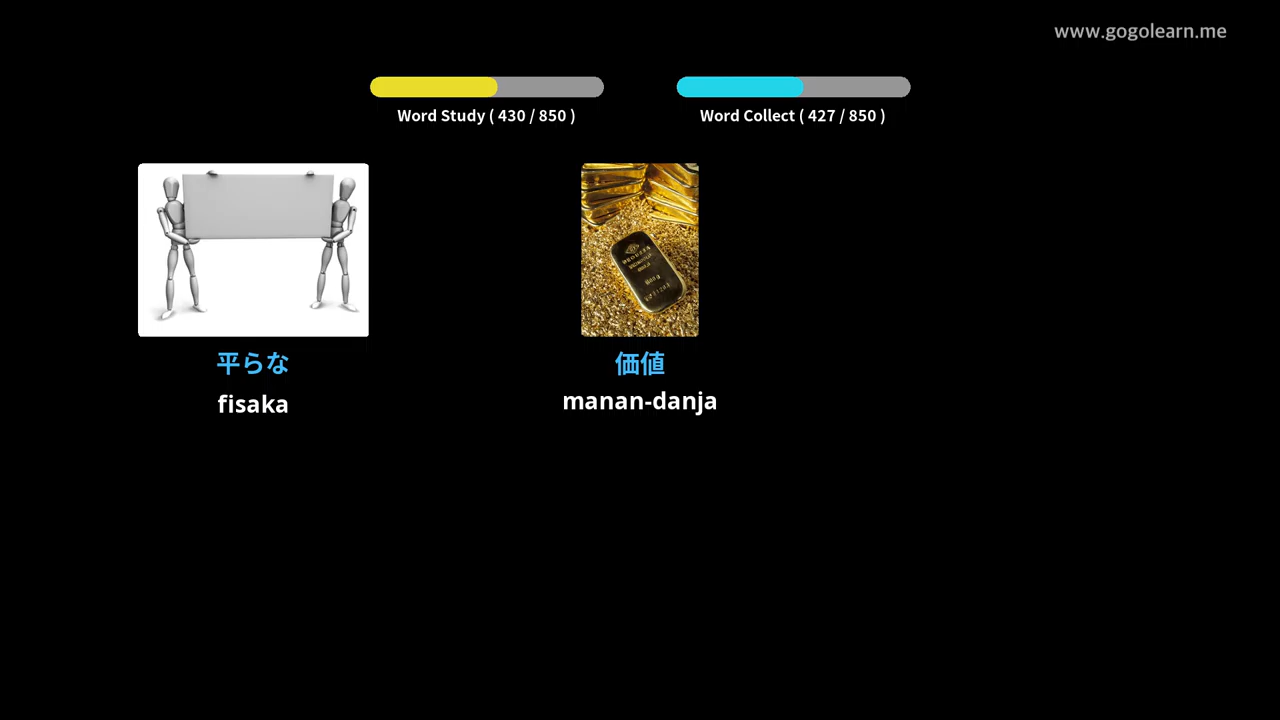 www.gogolearn.me
Word Study ( 430 / 850 )
Word Collect ( 427 / 850 )
平らな
価値
fisaka
manan-danja